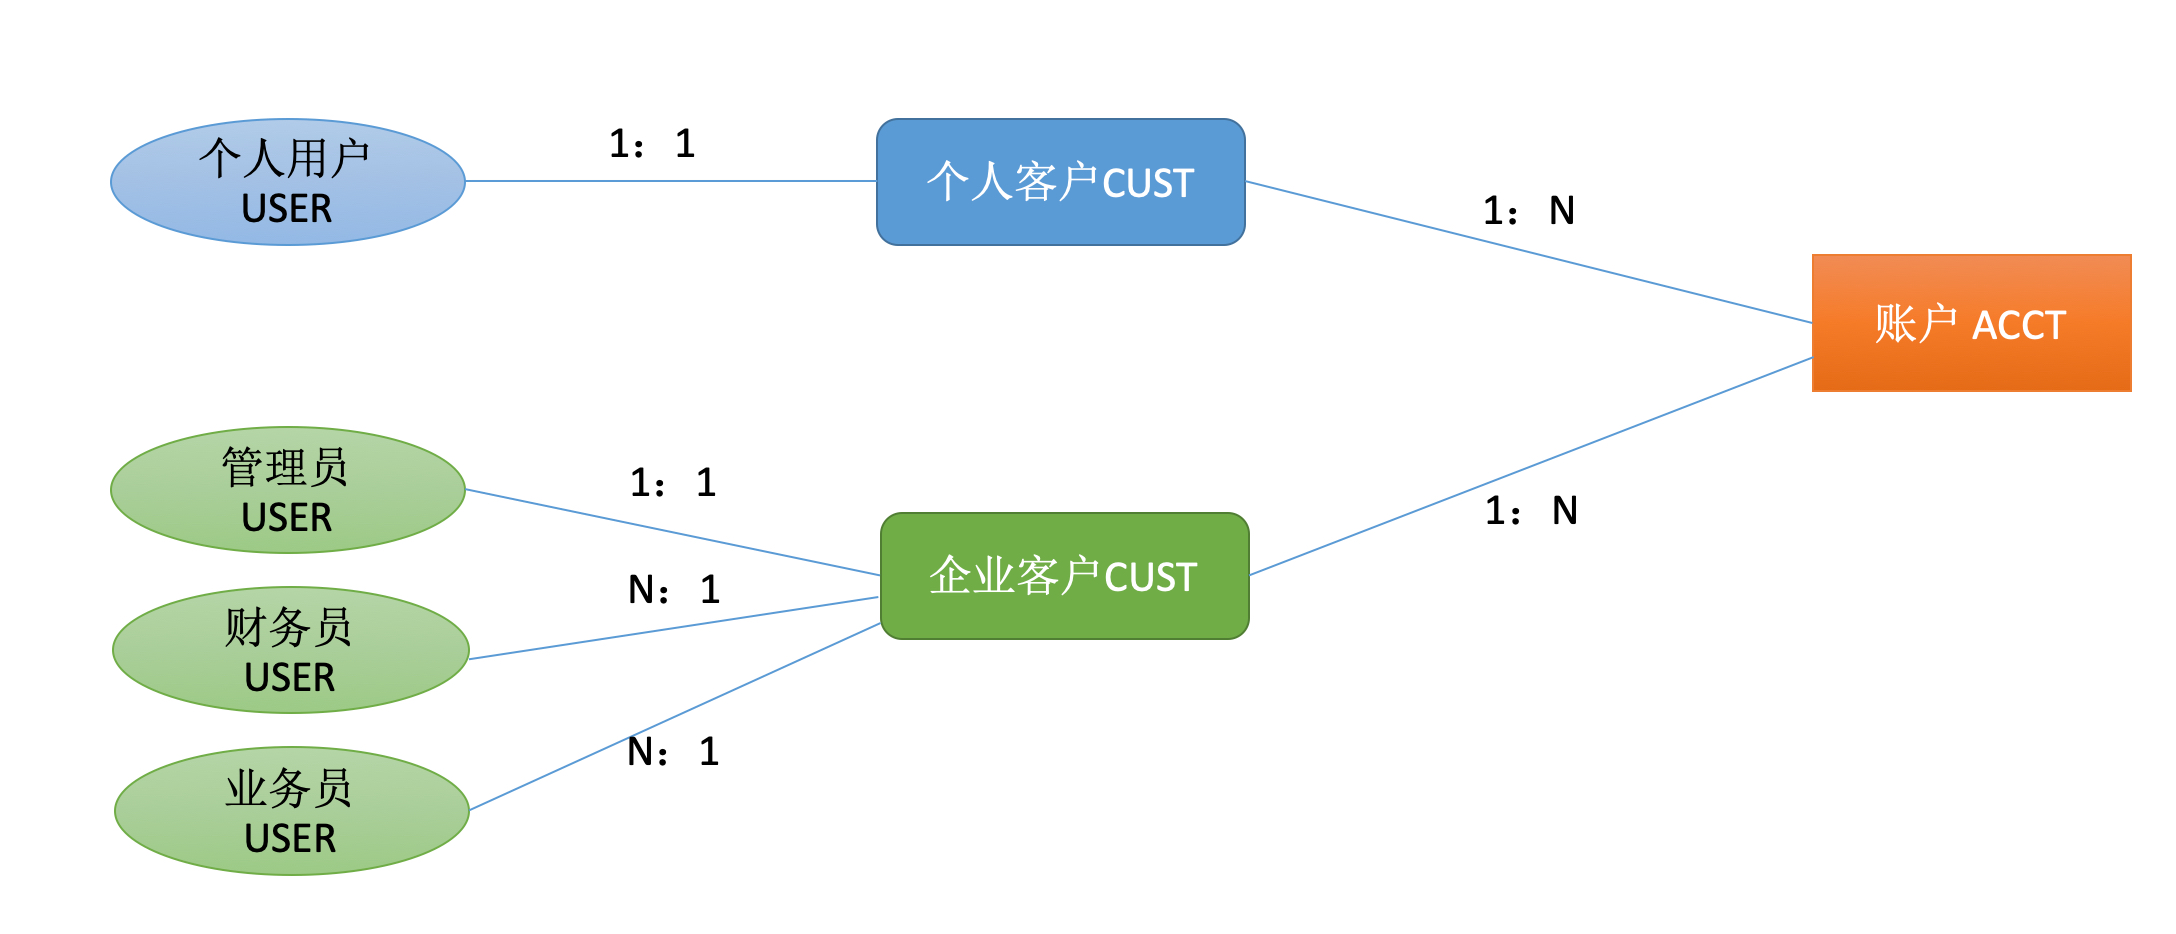 个人用户
USER
1： 1
个人客户CUST
1： N
账户 ACCT
管理员
USER
1： 1
财务员
USER
N： 1
企业客户CUST
1： N
业务员
USER
N： 1